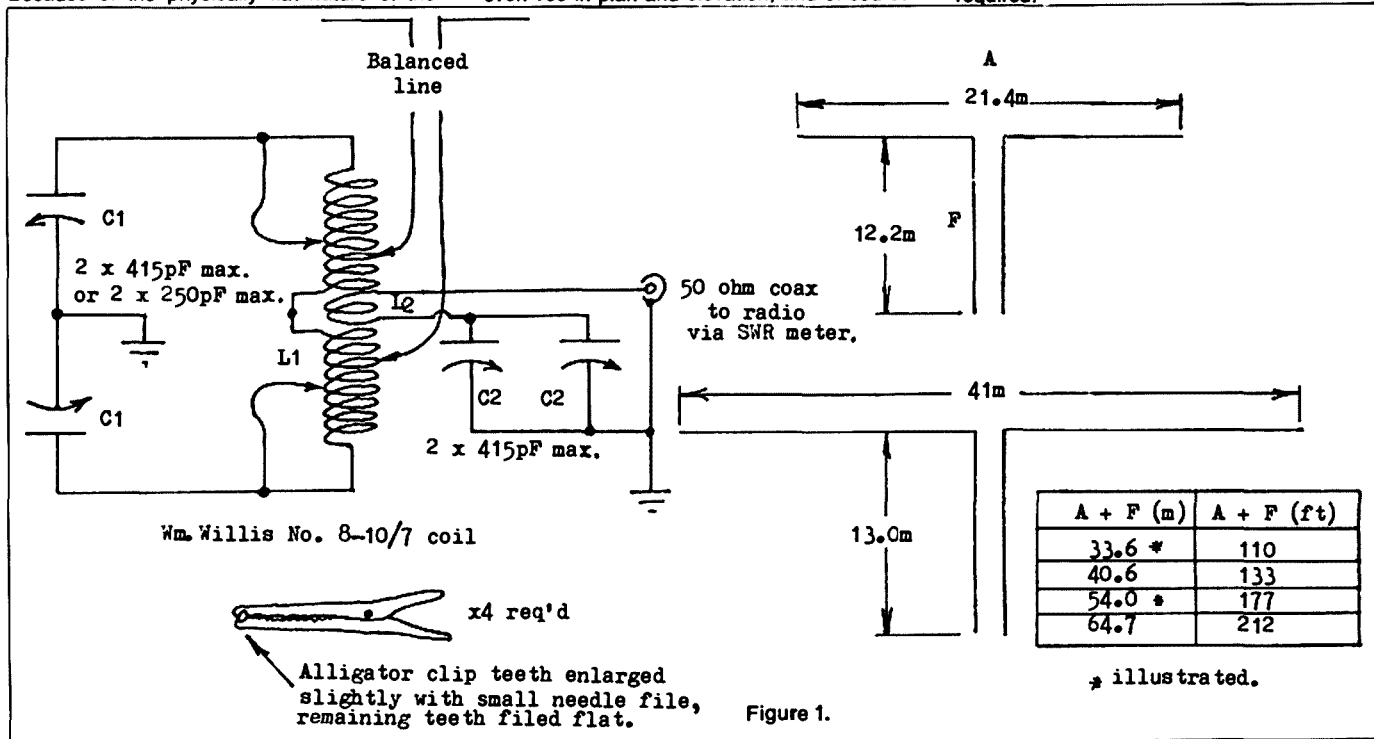 Balanced
line
C1
2 x 415pF max.
or 2 x 250pF max.
L2
L1
C1
C2
C2
2 x 415pF max.
50 ohm coax
to radio
via SWR meter.
Wm. Willis No. 8-10/7 coil
x4 req'd
Alligator clip teeth enlarged
slightly with small needle file,
remaining teeth filed flat.
Figure 1.
A
21.4m
12.2m
F
41m
13.0m
A + F (m) A + F (ft)
33.6 * 110
40.6 133
54.0 * 177
64.7 212
* illustrated.